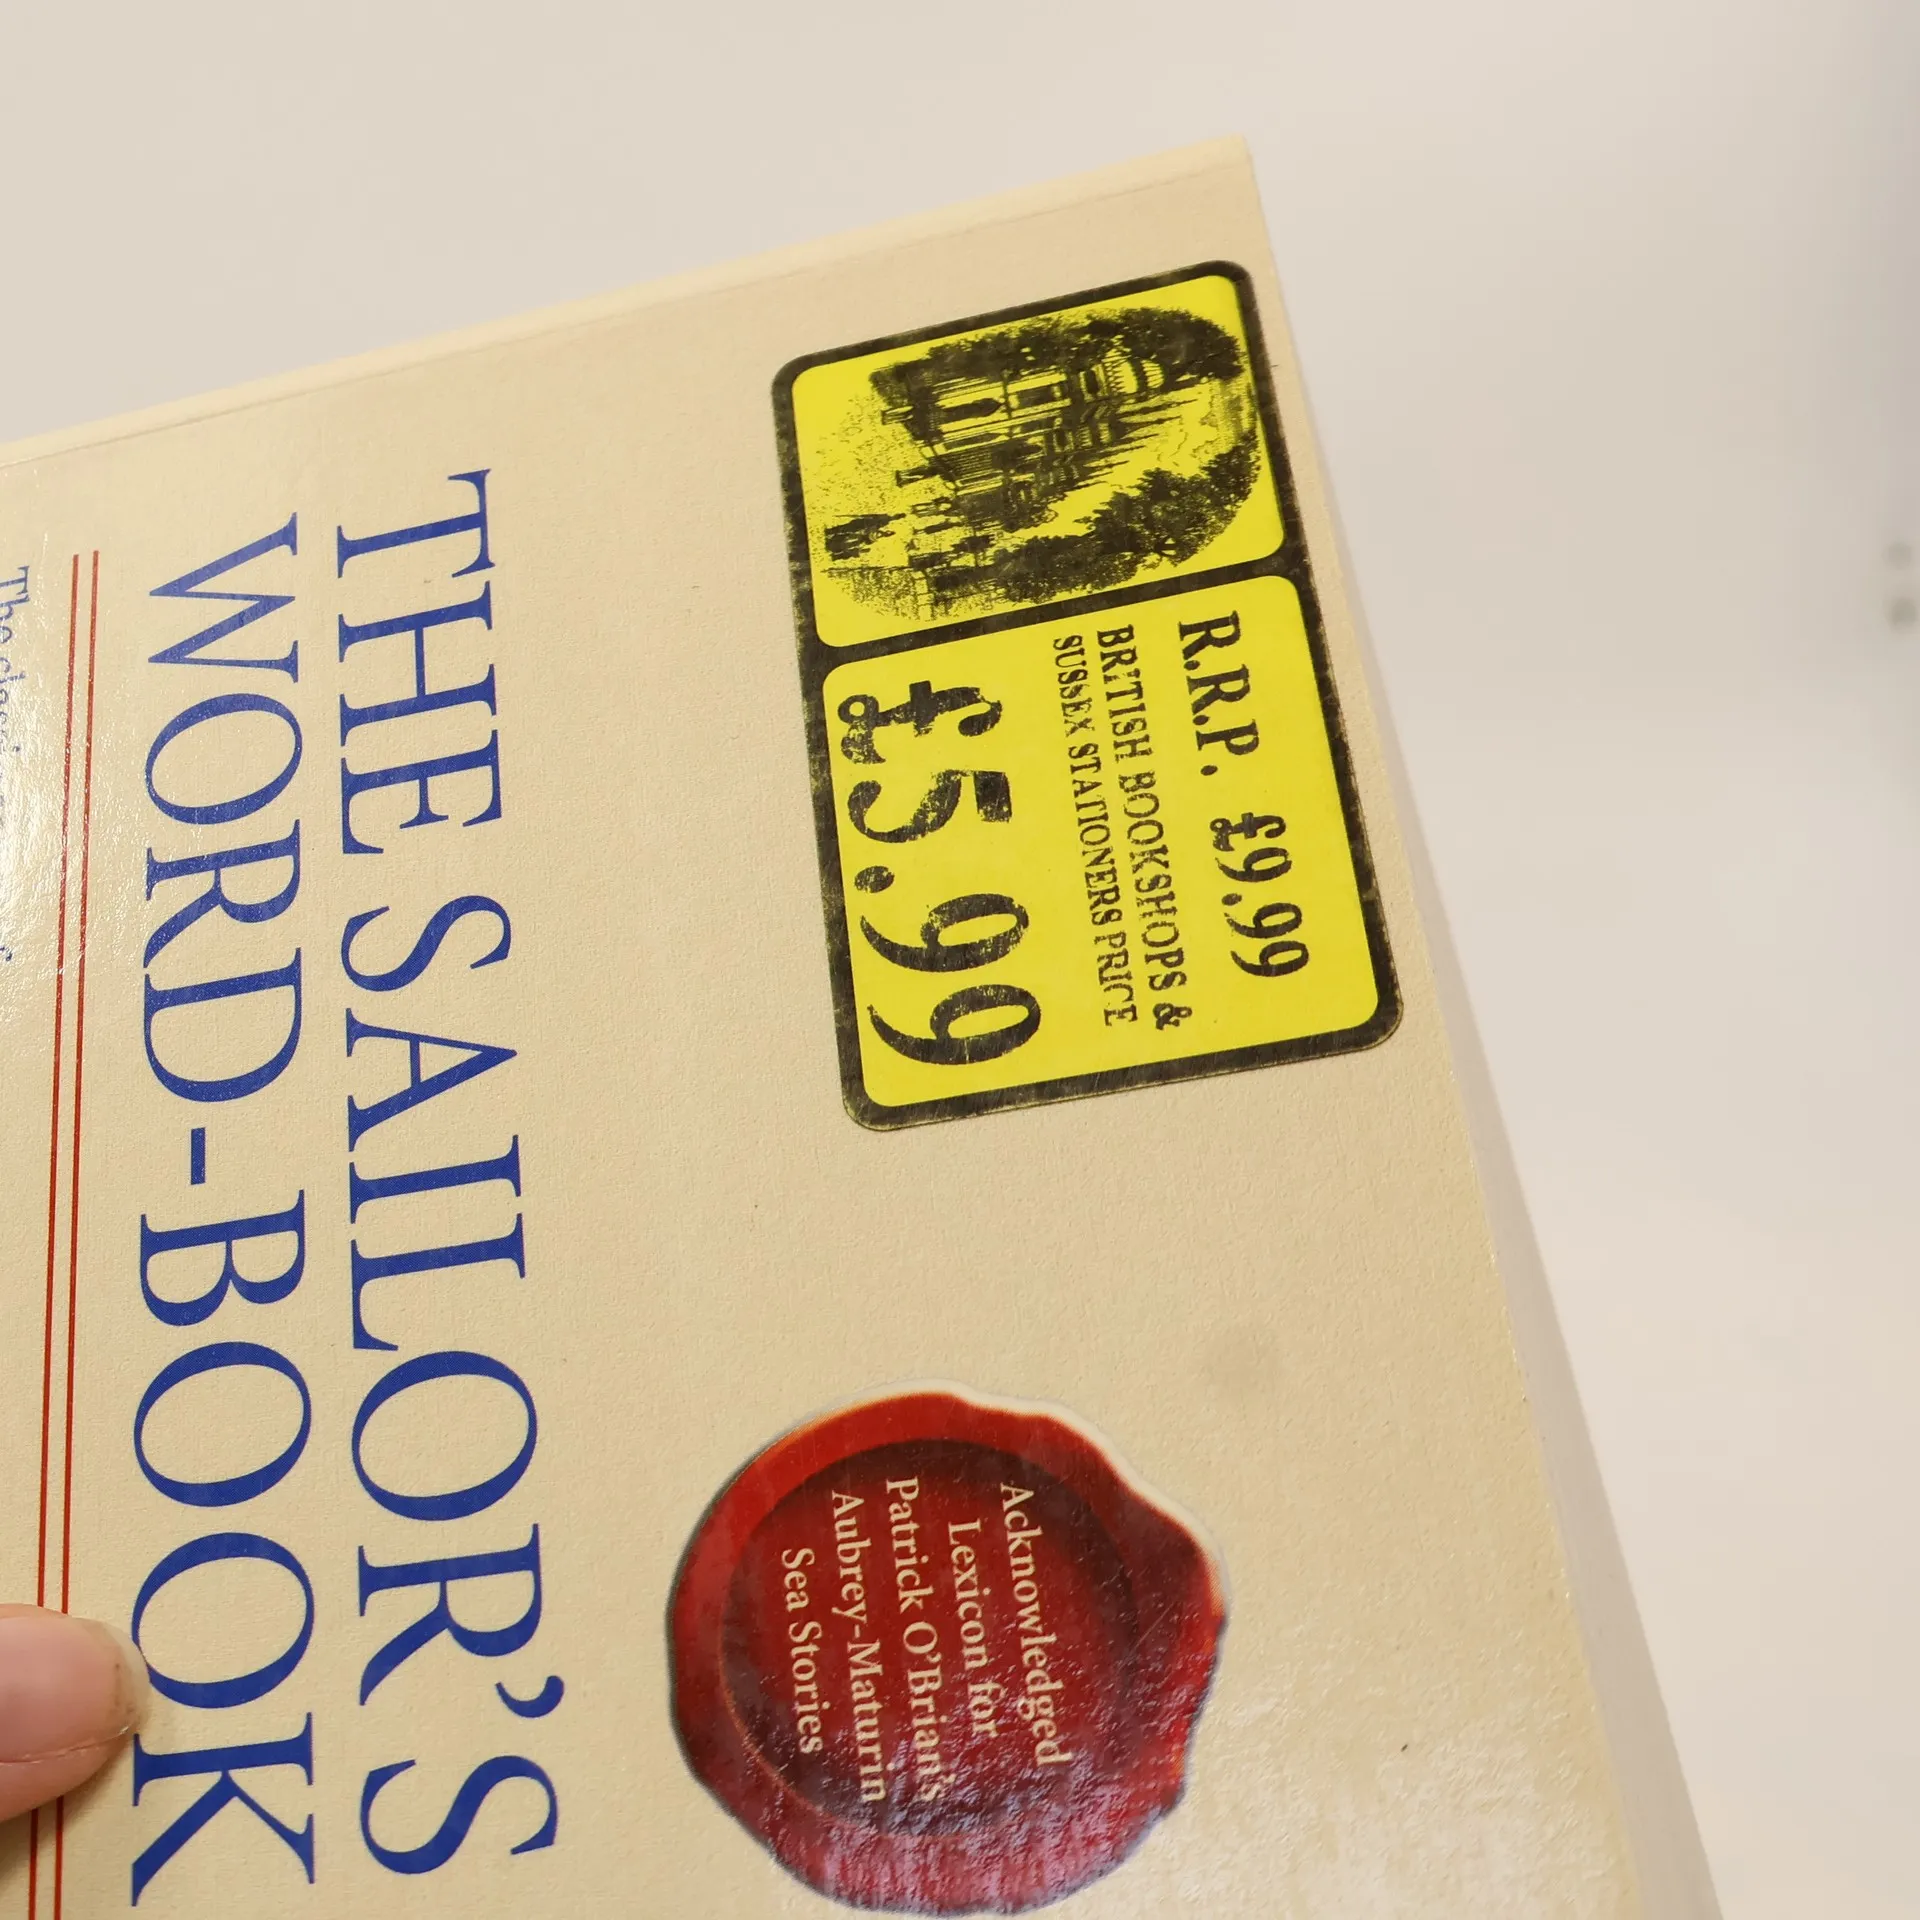 R.R.P. £9.99
BRITISH BOOKSHOPS &
SUSSEX STATIONERS PRICE
£5.99
Acknowledged
Lexicon for
Patrick O'Brian's
Aubrey-Maturin
Sea Stories
THE SAILOR'S
WORD-BOOK
The